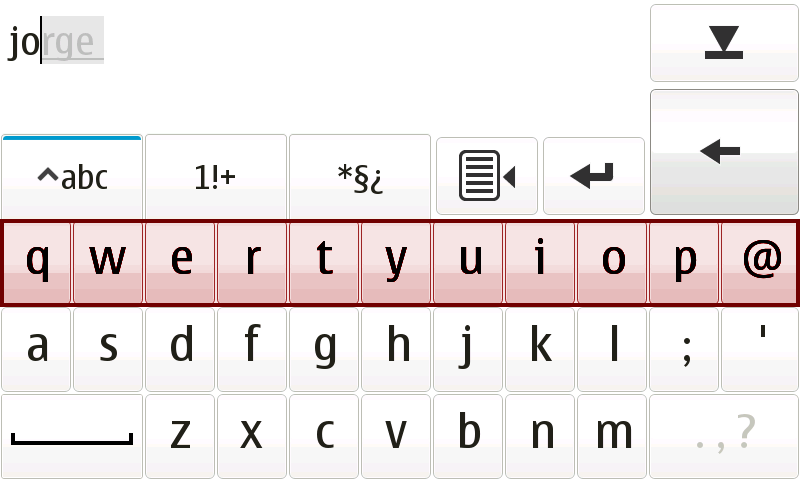 jorge
^abc 1!+ *§¿
q w e r t y u i o p @
a s d f g h j k l ; '
z x c v b n m . , ?